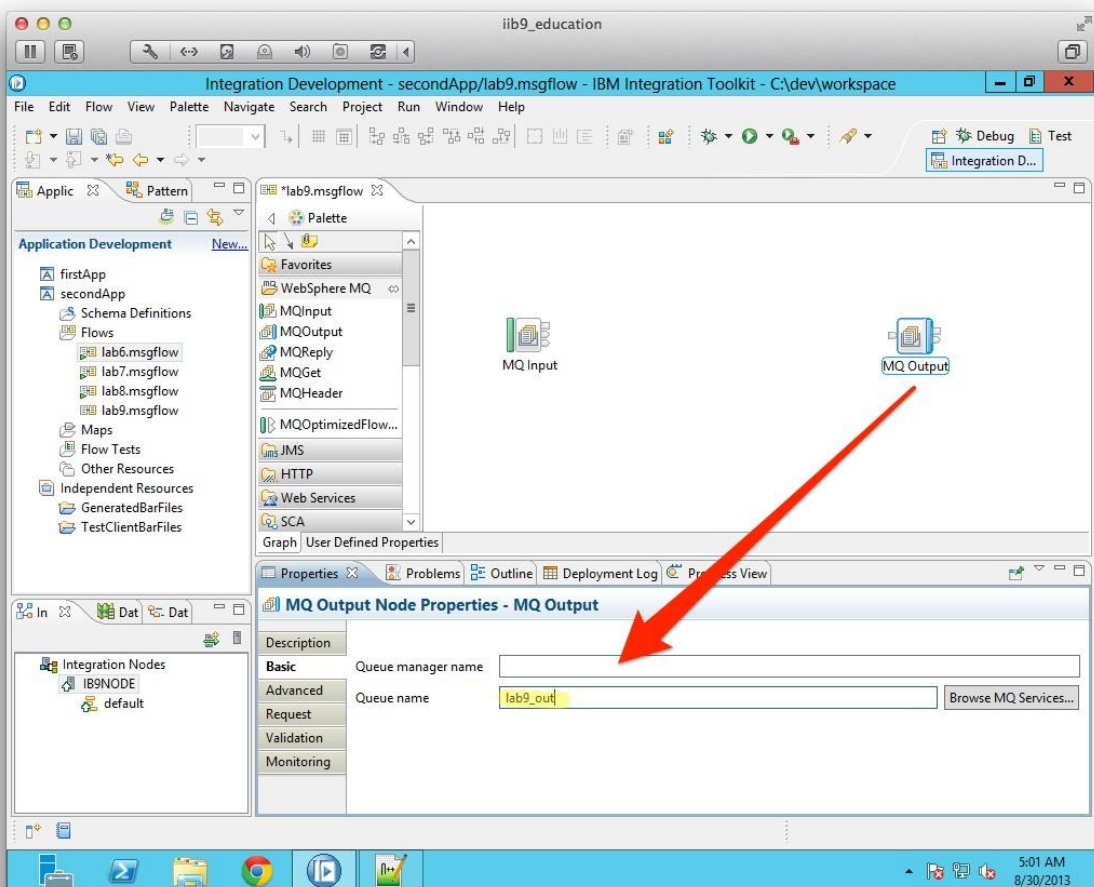 iib9_education
Integration Development - secondApp/lab9.msgflow - IBM Integration Toolkit - C:\dev\workspace
File Edit Flow View Palette Navigate Search Project Run Window Help
Debug Test
Integration D...
Applic Pattern
*lab9.msgflow
Palette
Application Development New...
Favorites
WebSphere MQ
firstApp
secondApp
Schema Definitions
Flows
lab6.msgflow
lab7.msgflow
lab8.msgflow
lab9.msgflow
Maps
Flow Tests
Other Resources
Independent Resources
GeneratedBarFiles
TestClientBarFiles
MQInput
MQOutput
MQReply
MQGet
MQHeader
MQOptimizedFlow...
JMS
HTTP
Web Services
SCA
Graph User Defined Properties
MQ Input
MQ Output
Properties Problems Outline Deployment Log View
MQ Output Node Properties - MQ Output
In Dat Dat
Integration Nodes
IB9NODE
default
Description
Basic
Advanced
Request
Validation
Monitoring
Queue manager name
Queue name lab9_out Browse MQ Services...
5:01 AM
8/30/2013